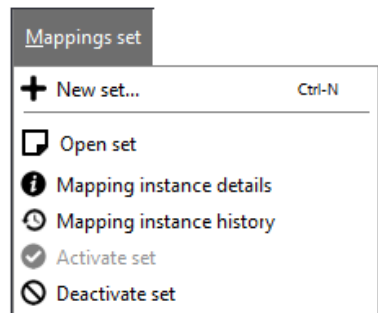 Mappings set
New set... Ctrl-N
Open set
Mapping instance details
Mapping instance history
Activate set
Deactivate set